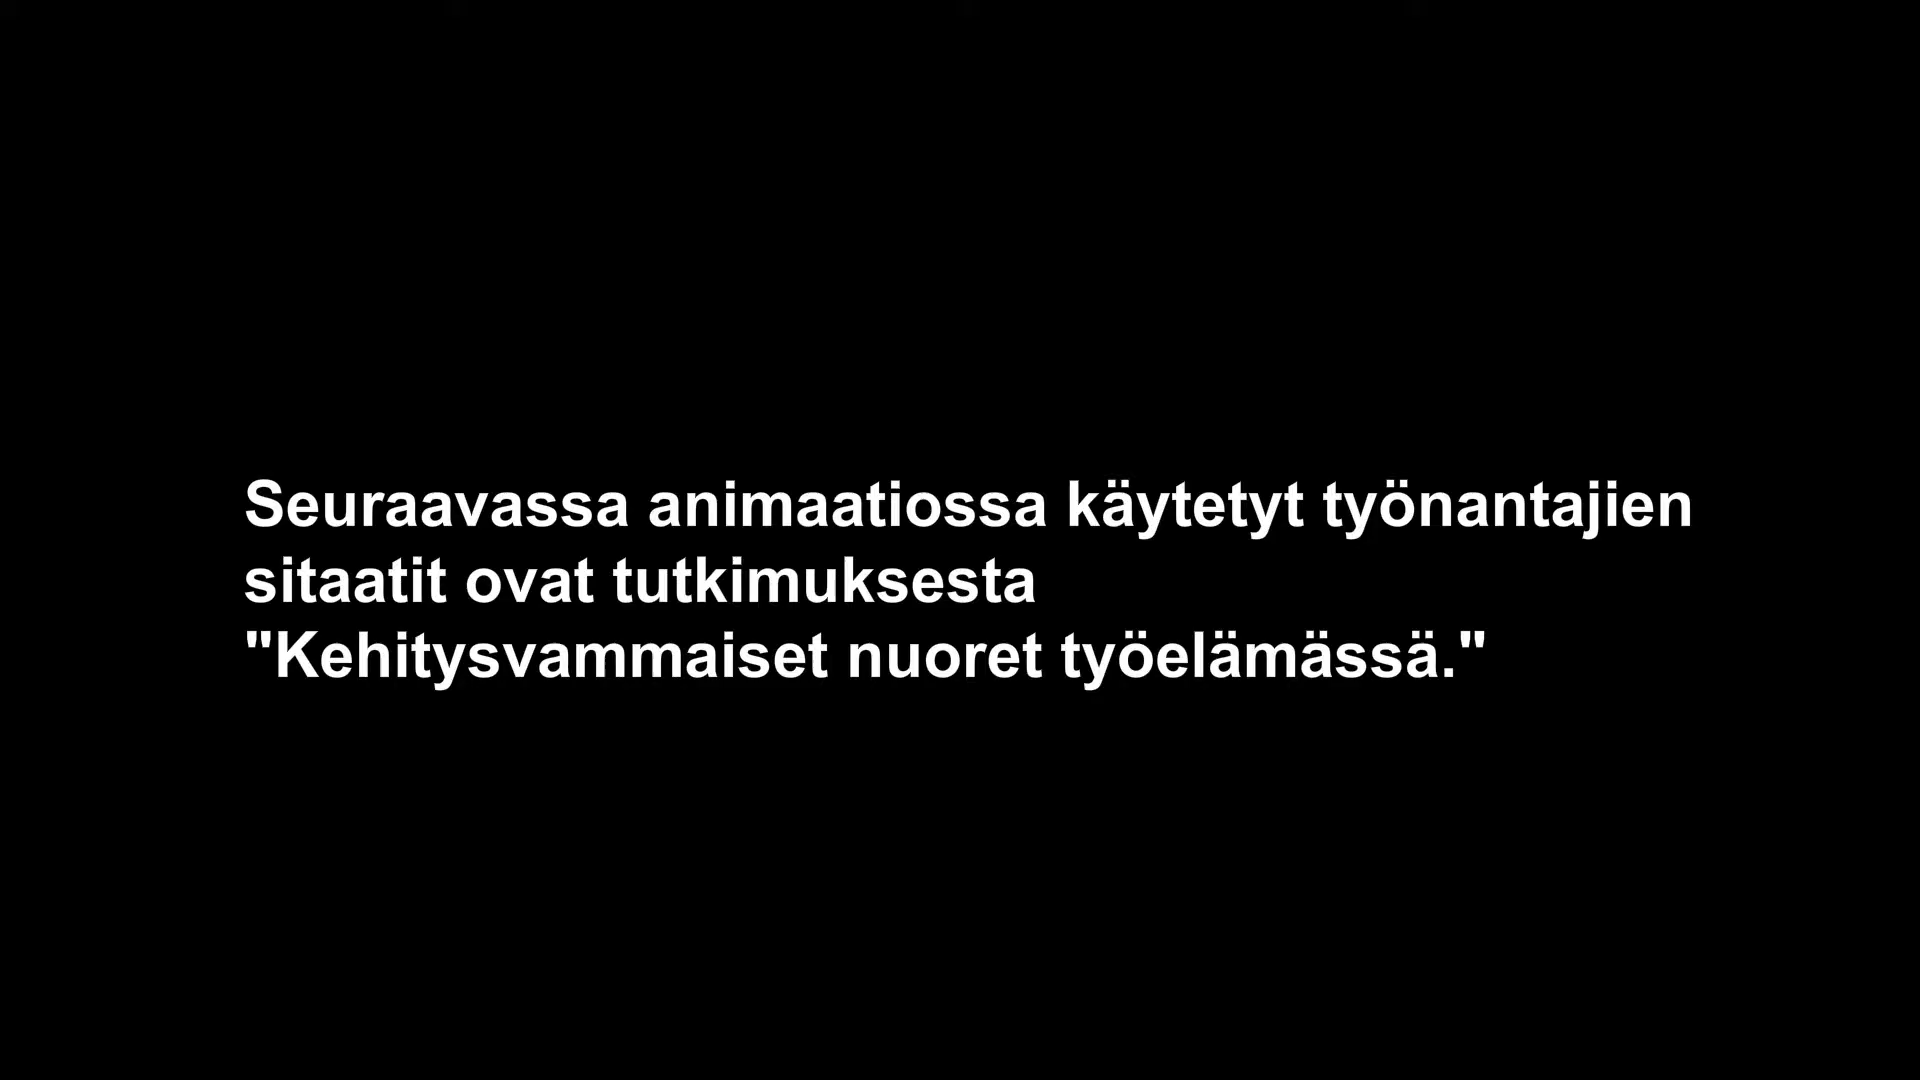 Seuraavassa animaatiossa käytetyt työnantajien
sitaatit ovat tutkimuksesta
"Kehitysvammaiset nuoret työelämässä."